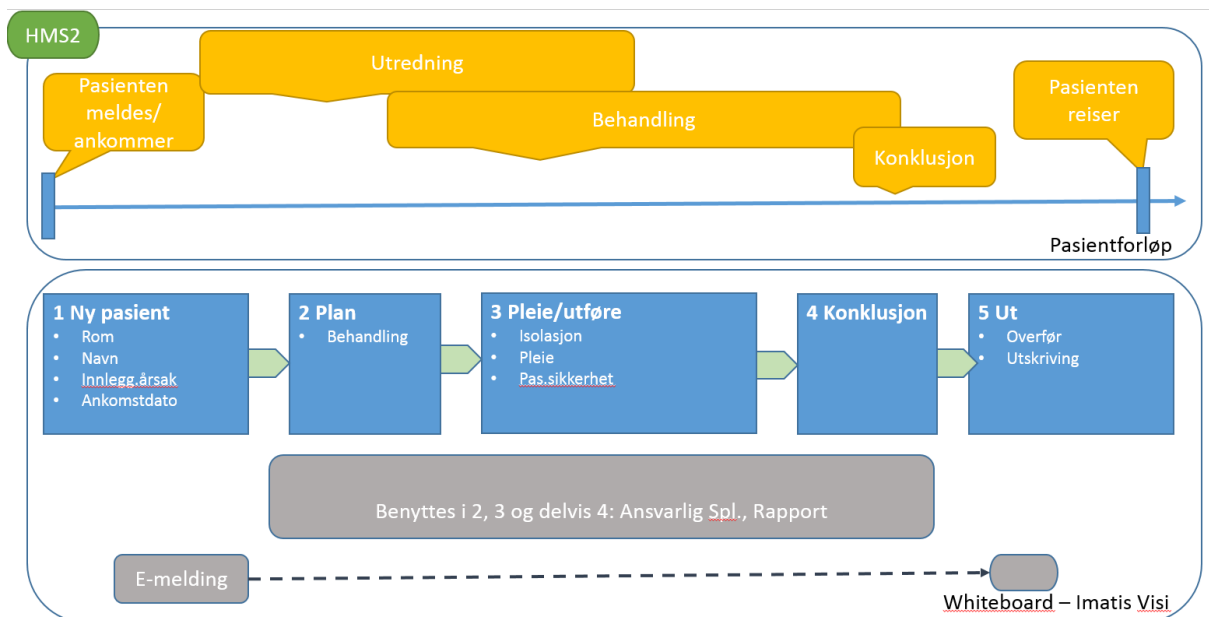 HMS2
Pasienten
meldes/
ankommer
Utredning
Behandling
Konklusjon
Pasienten
reiser
Pasientforløp
1 Ny pasient
• Rom
• Navn
• Innlegg.årsak
• Ankomstdato
2 Plan
• Behandling
3 Pleie/utføre
• Isolasjon
• Pleie
• Pas.sikkerhet
4 Konklusjon
5 Ut
• Overfør
• Utskriving
Benyttes i 2, 3 og delvis 4: Ansvarlig Spl., Rapport
E-melding
Whiteboard – Imatis Visi